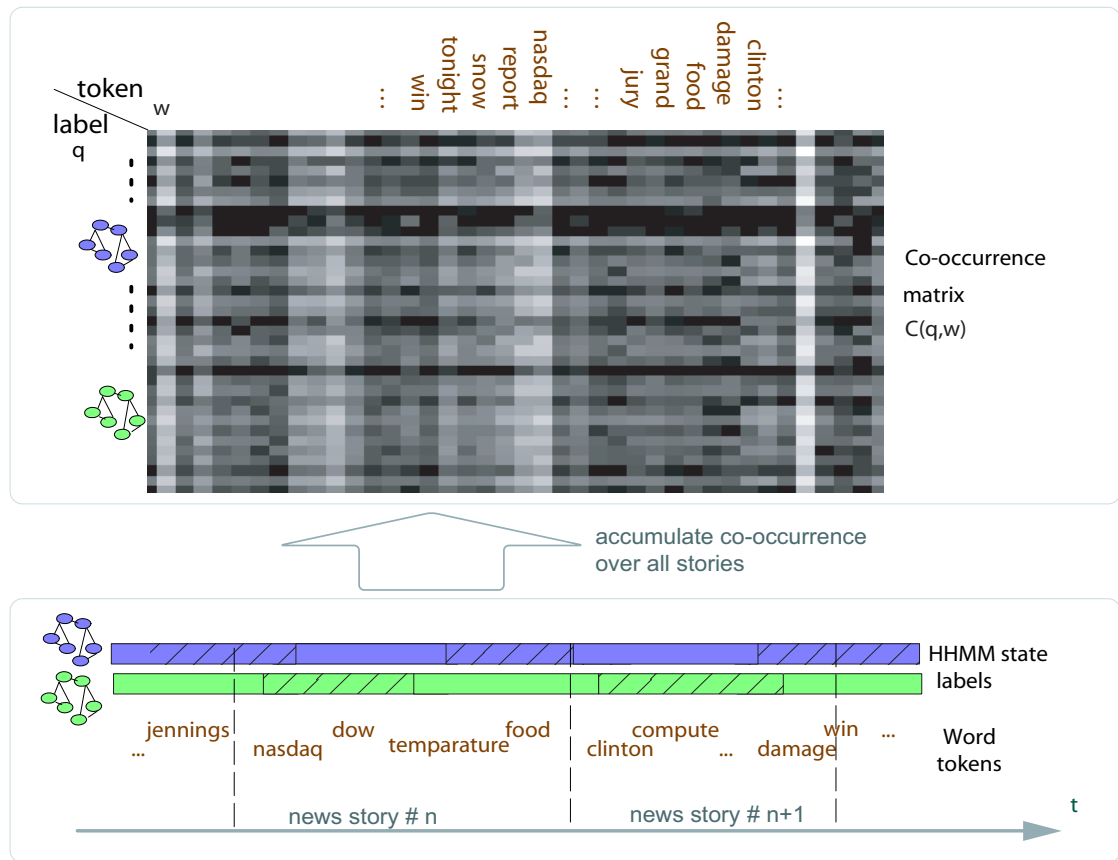 token
w
label
q
... win tonight snow report nasdaq ... ... jury grand food damage clinton ...
Co-occurrence
matrix
C(q,w)
accumulate co-occurrence
over all stories
HHMM state
labels
jennings dow food compute win ...
... nasdaq temparature clinton ... damage
Word
tokens
news story # n
news story # n+1
t